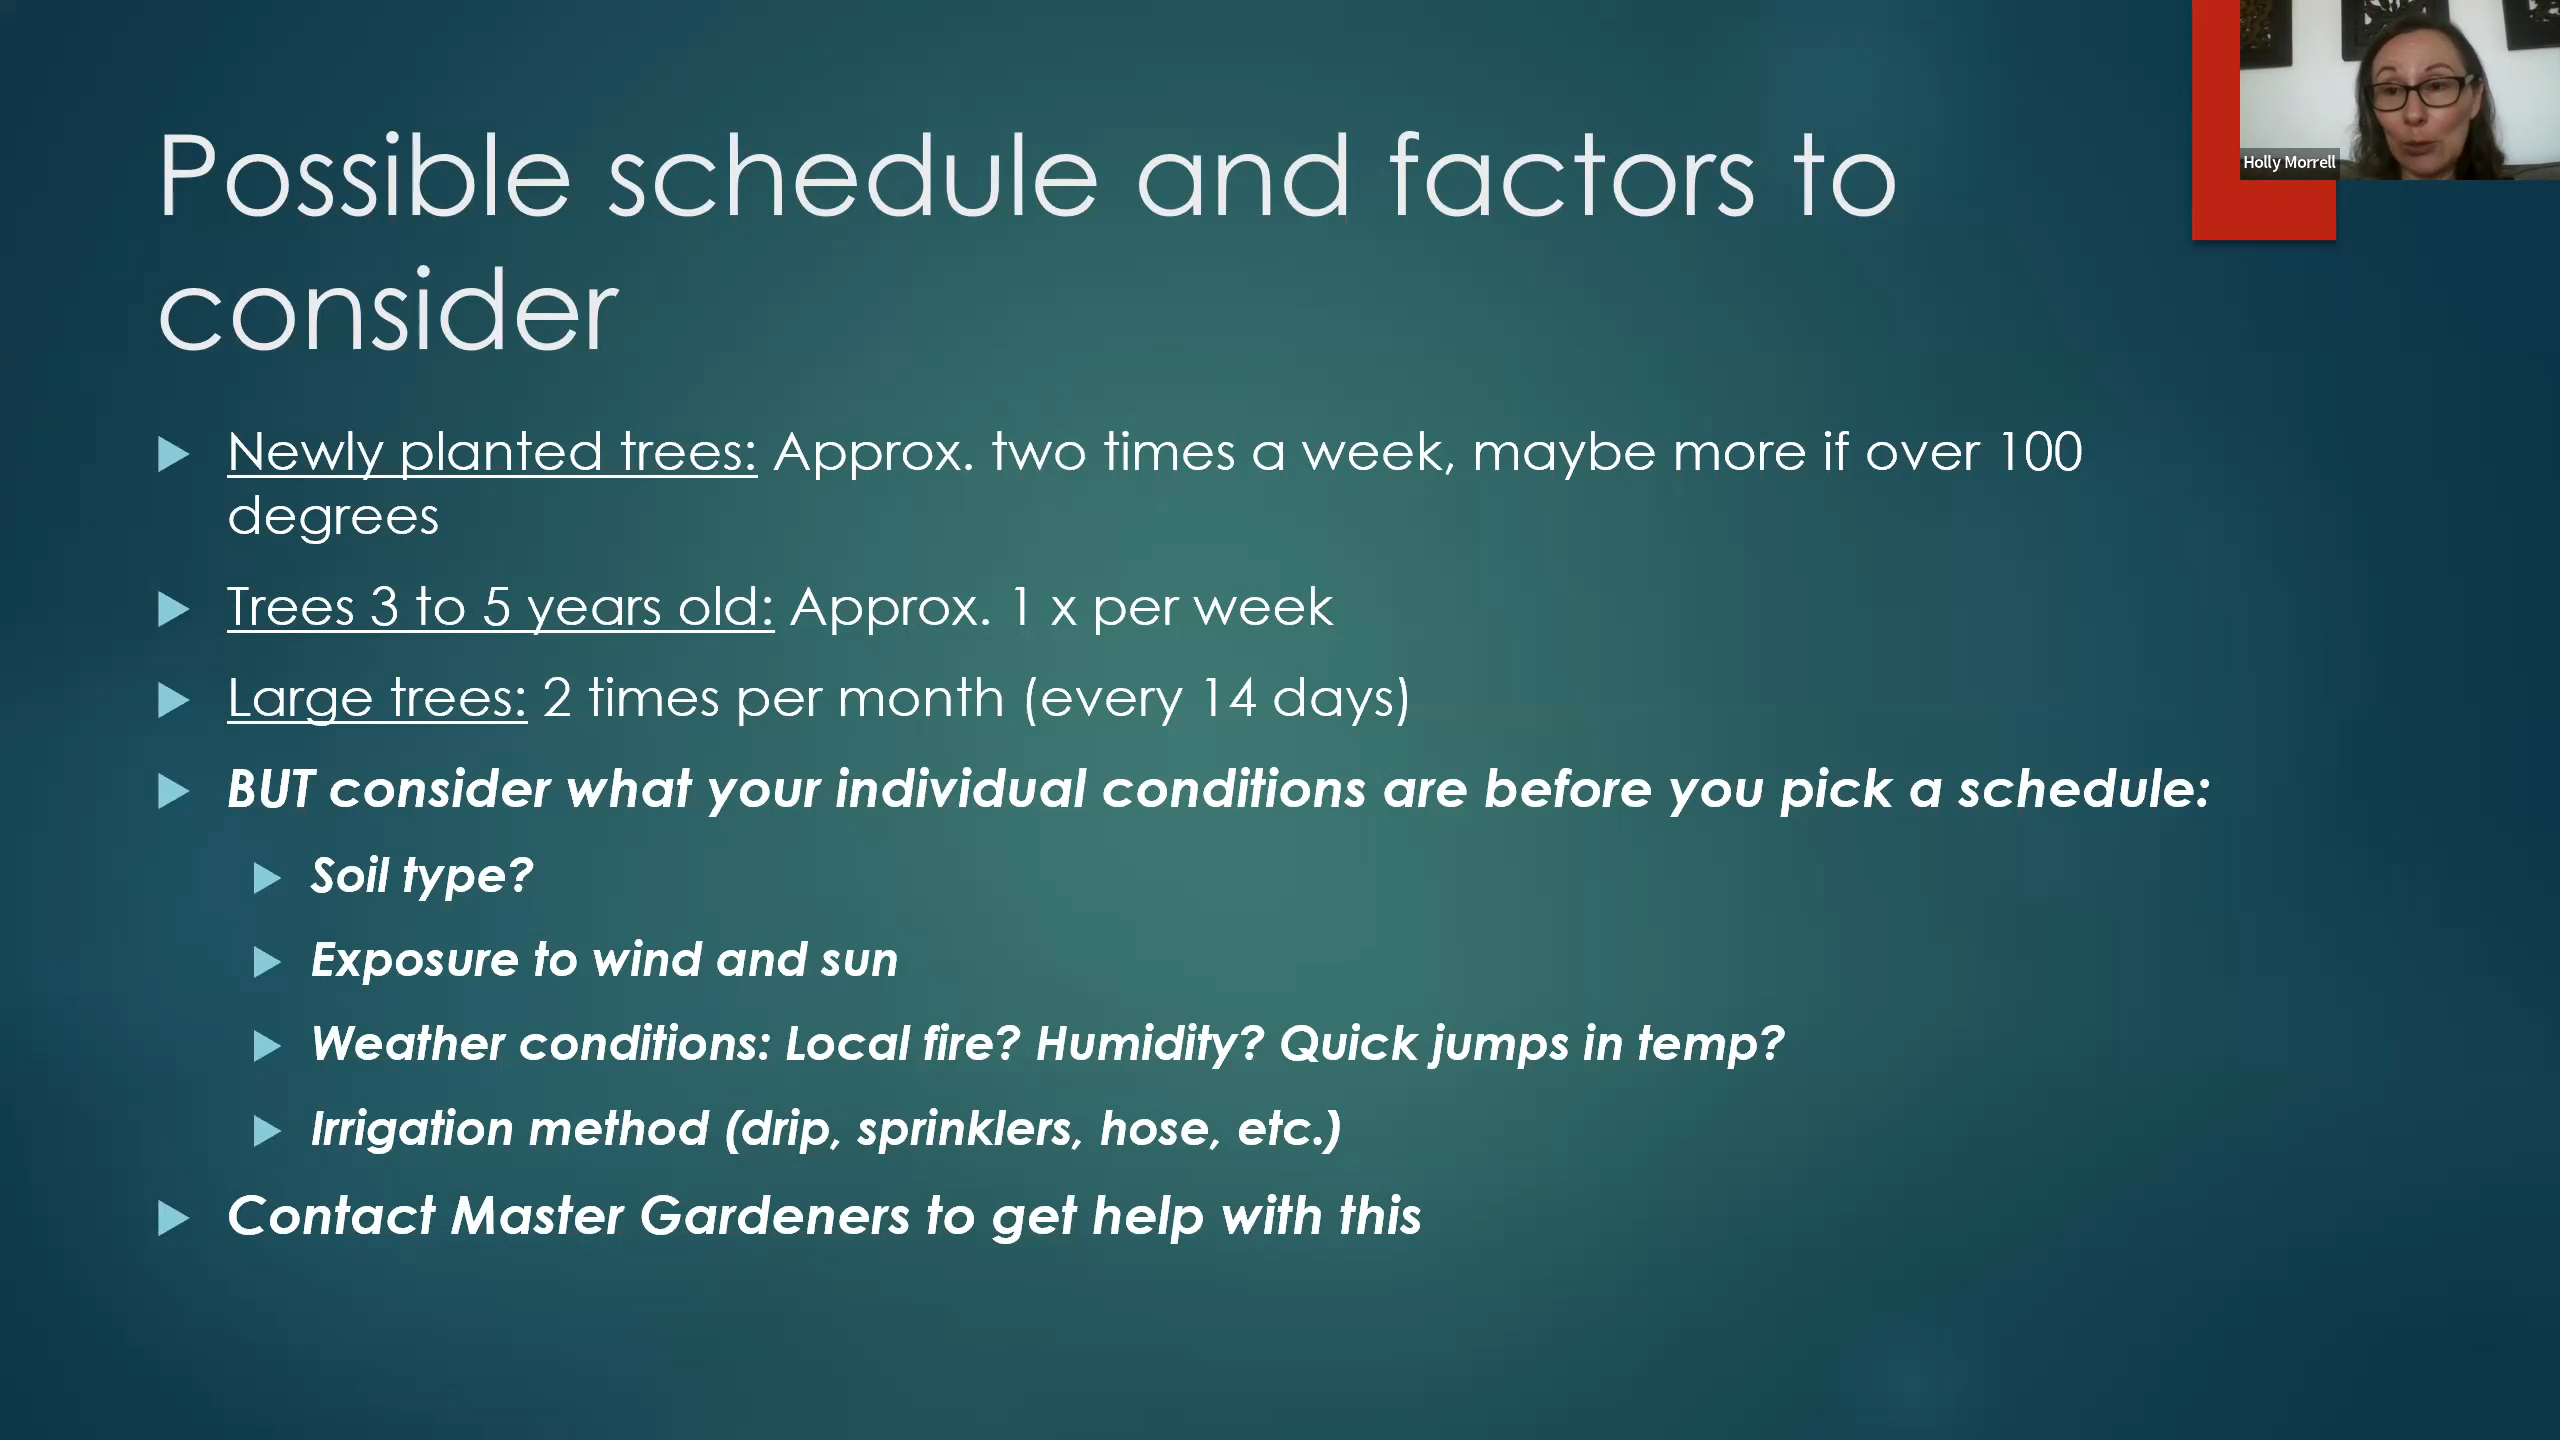 Possible schedule and factors to
consider
Holly Morrell
Newly planted trees: Approx. two times a week, maybe more if over 100
degrees
Trees 3 to 5 years old: Approx. 1 x per week
Large trees: 2 times per month (every 14 days)
BUT consider what your individual conditions are before you pick a schedule:
Soil type?
Exposure to wind and sun
Weather conditions: Local fire? Humidity? Quick jumps in temp?
Irrigation method (drip, sprinklers, hose, etc.)
Contact Master Gardeners to get help with this